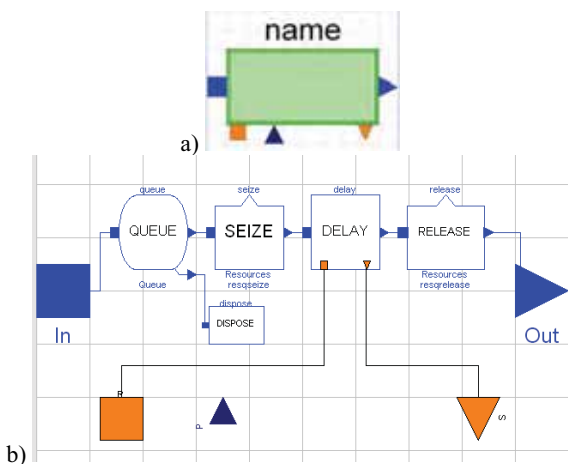 name
a)
queue
seize
delay
release
QUEUE
SEIZE
DELAY
RELEASE
Queue
Resources
resqseize
Resources
resqrelease
dispose
DISPOSE
In
Out
R
P
S
b)